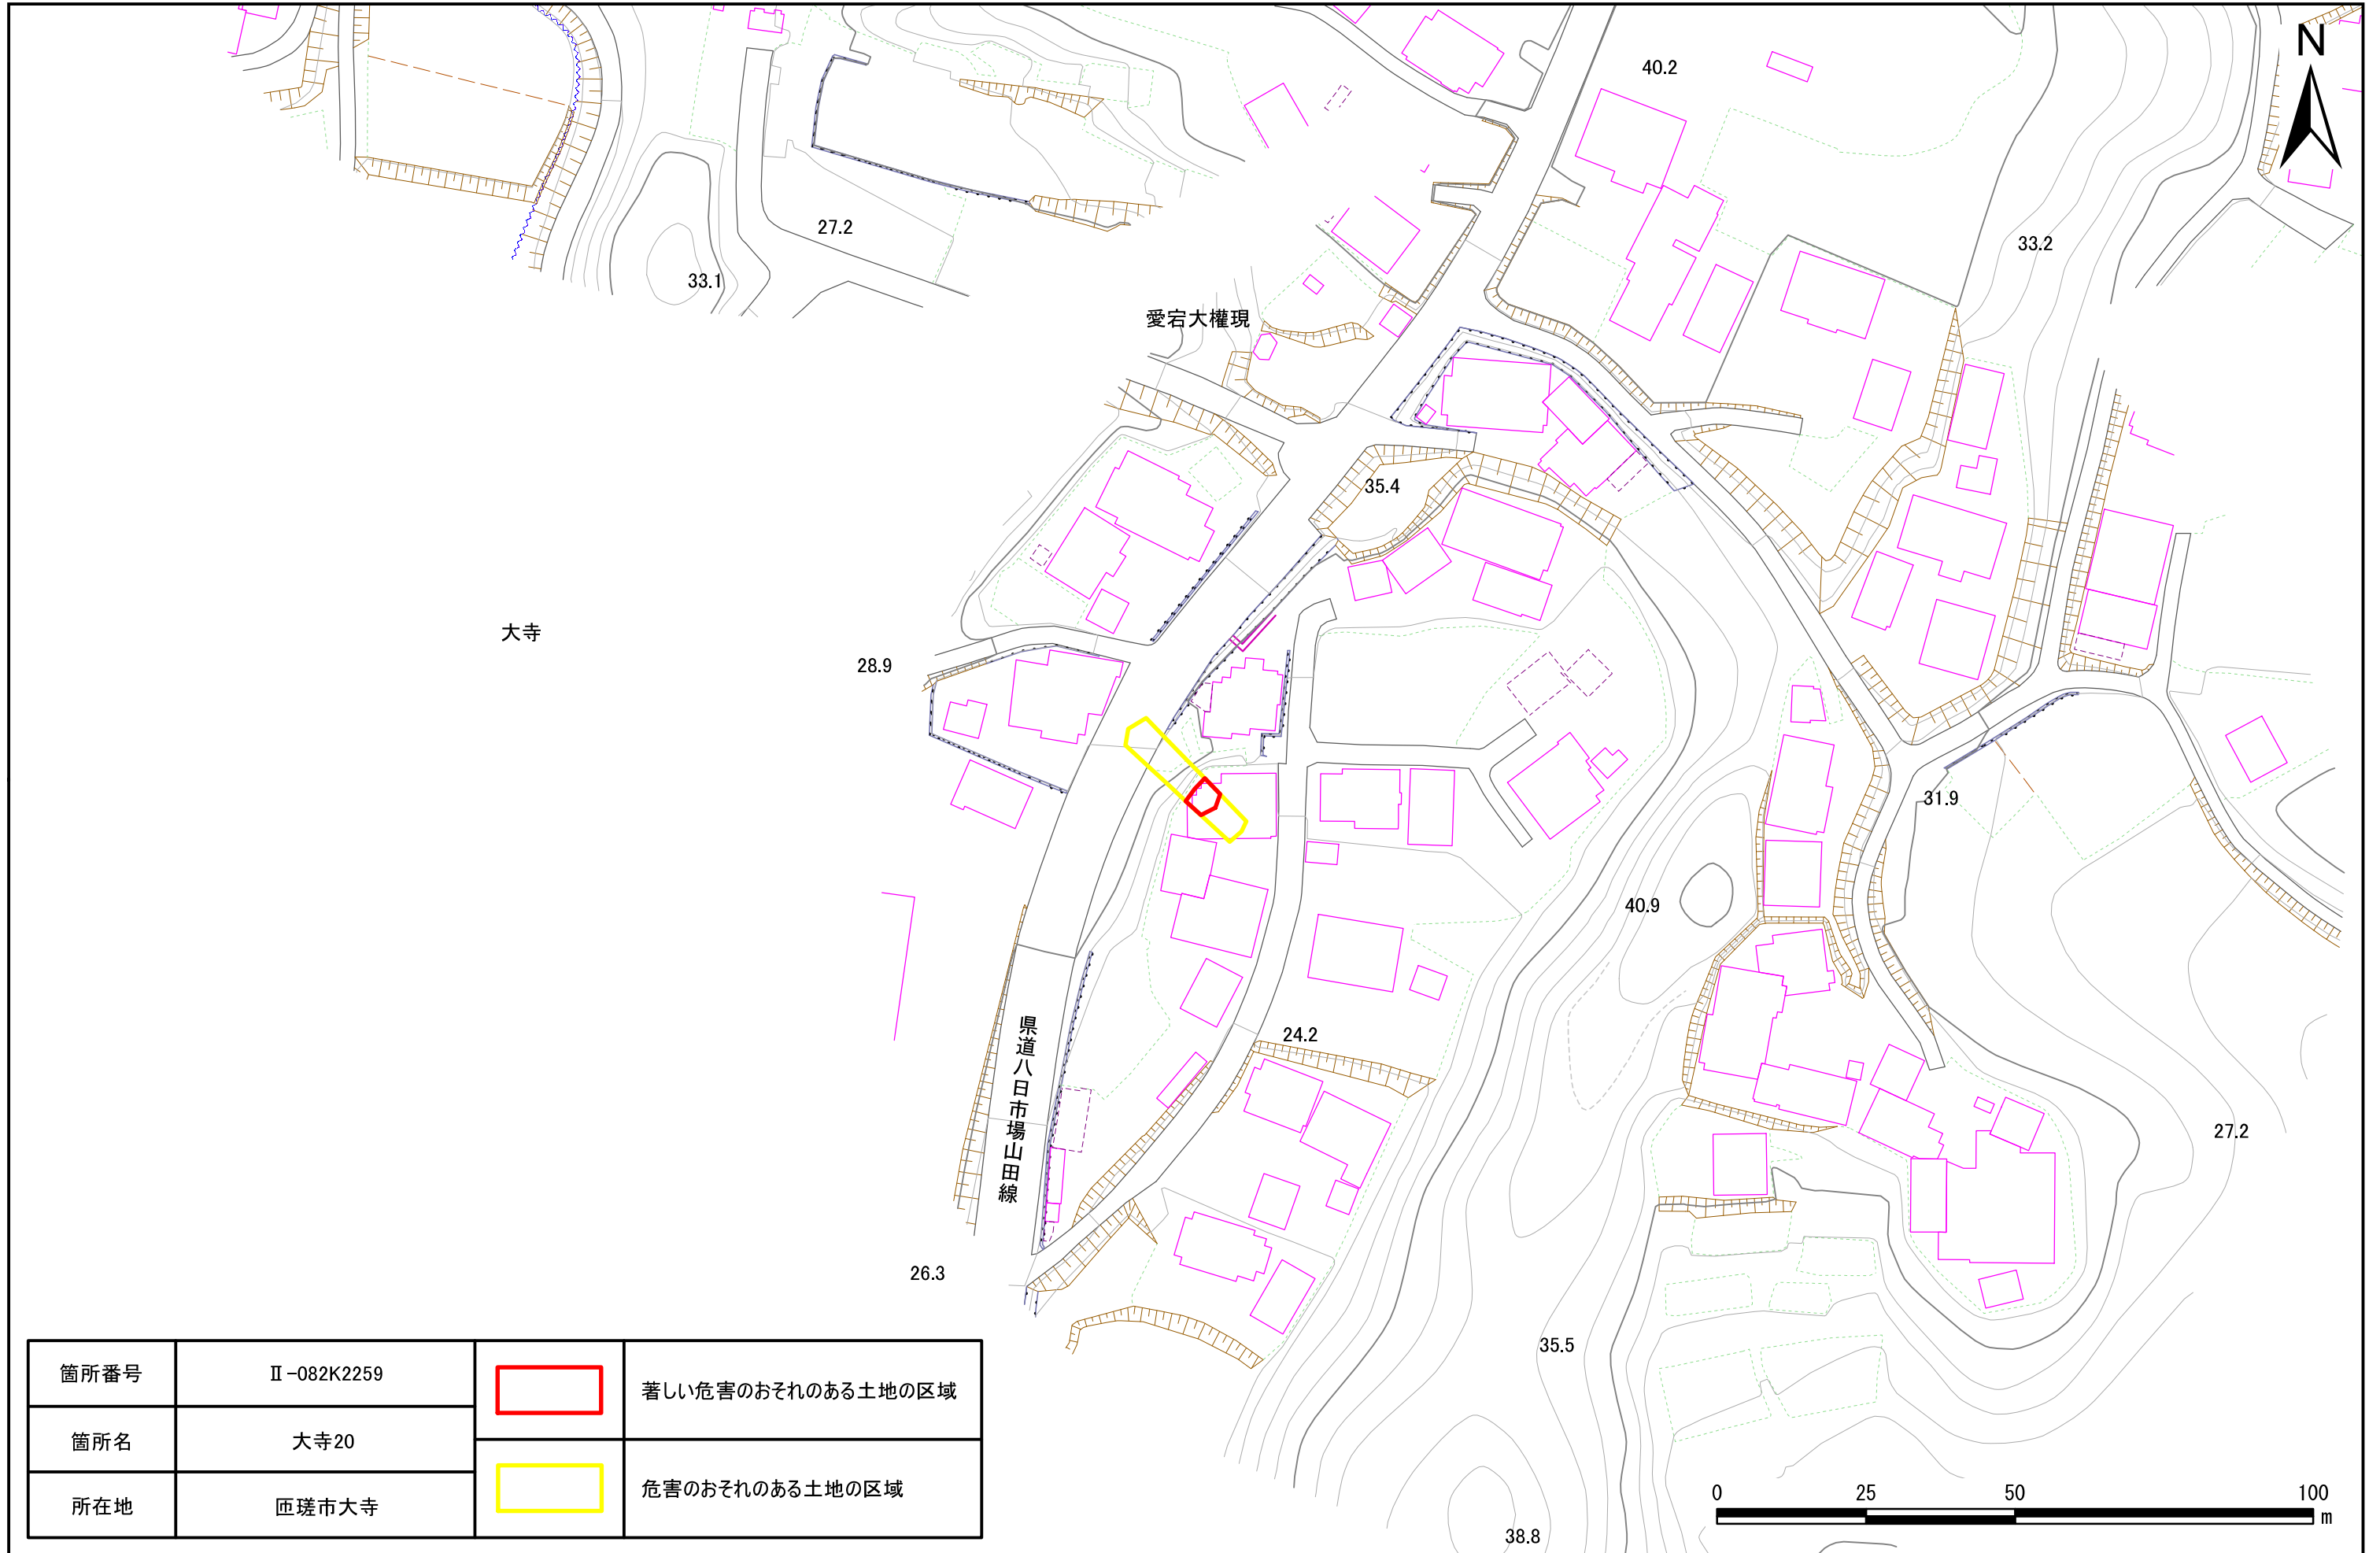 N
40.2
27.2
33.2
33.1
愛宕大権現
35.4
大寺
28.9
31.9
40.9
24.2
県道八日市場山田線
27.2
26.3
35.5
38.8
箇所番号 Ⅱ-082K2259
箇所名 大寺20
所在地 匝瑳市大寺
著しい危害のおそれのある土地の区域
危害のおそれのある土地の区域
0 25 50 100
m